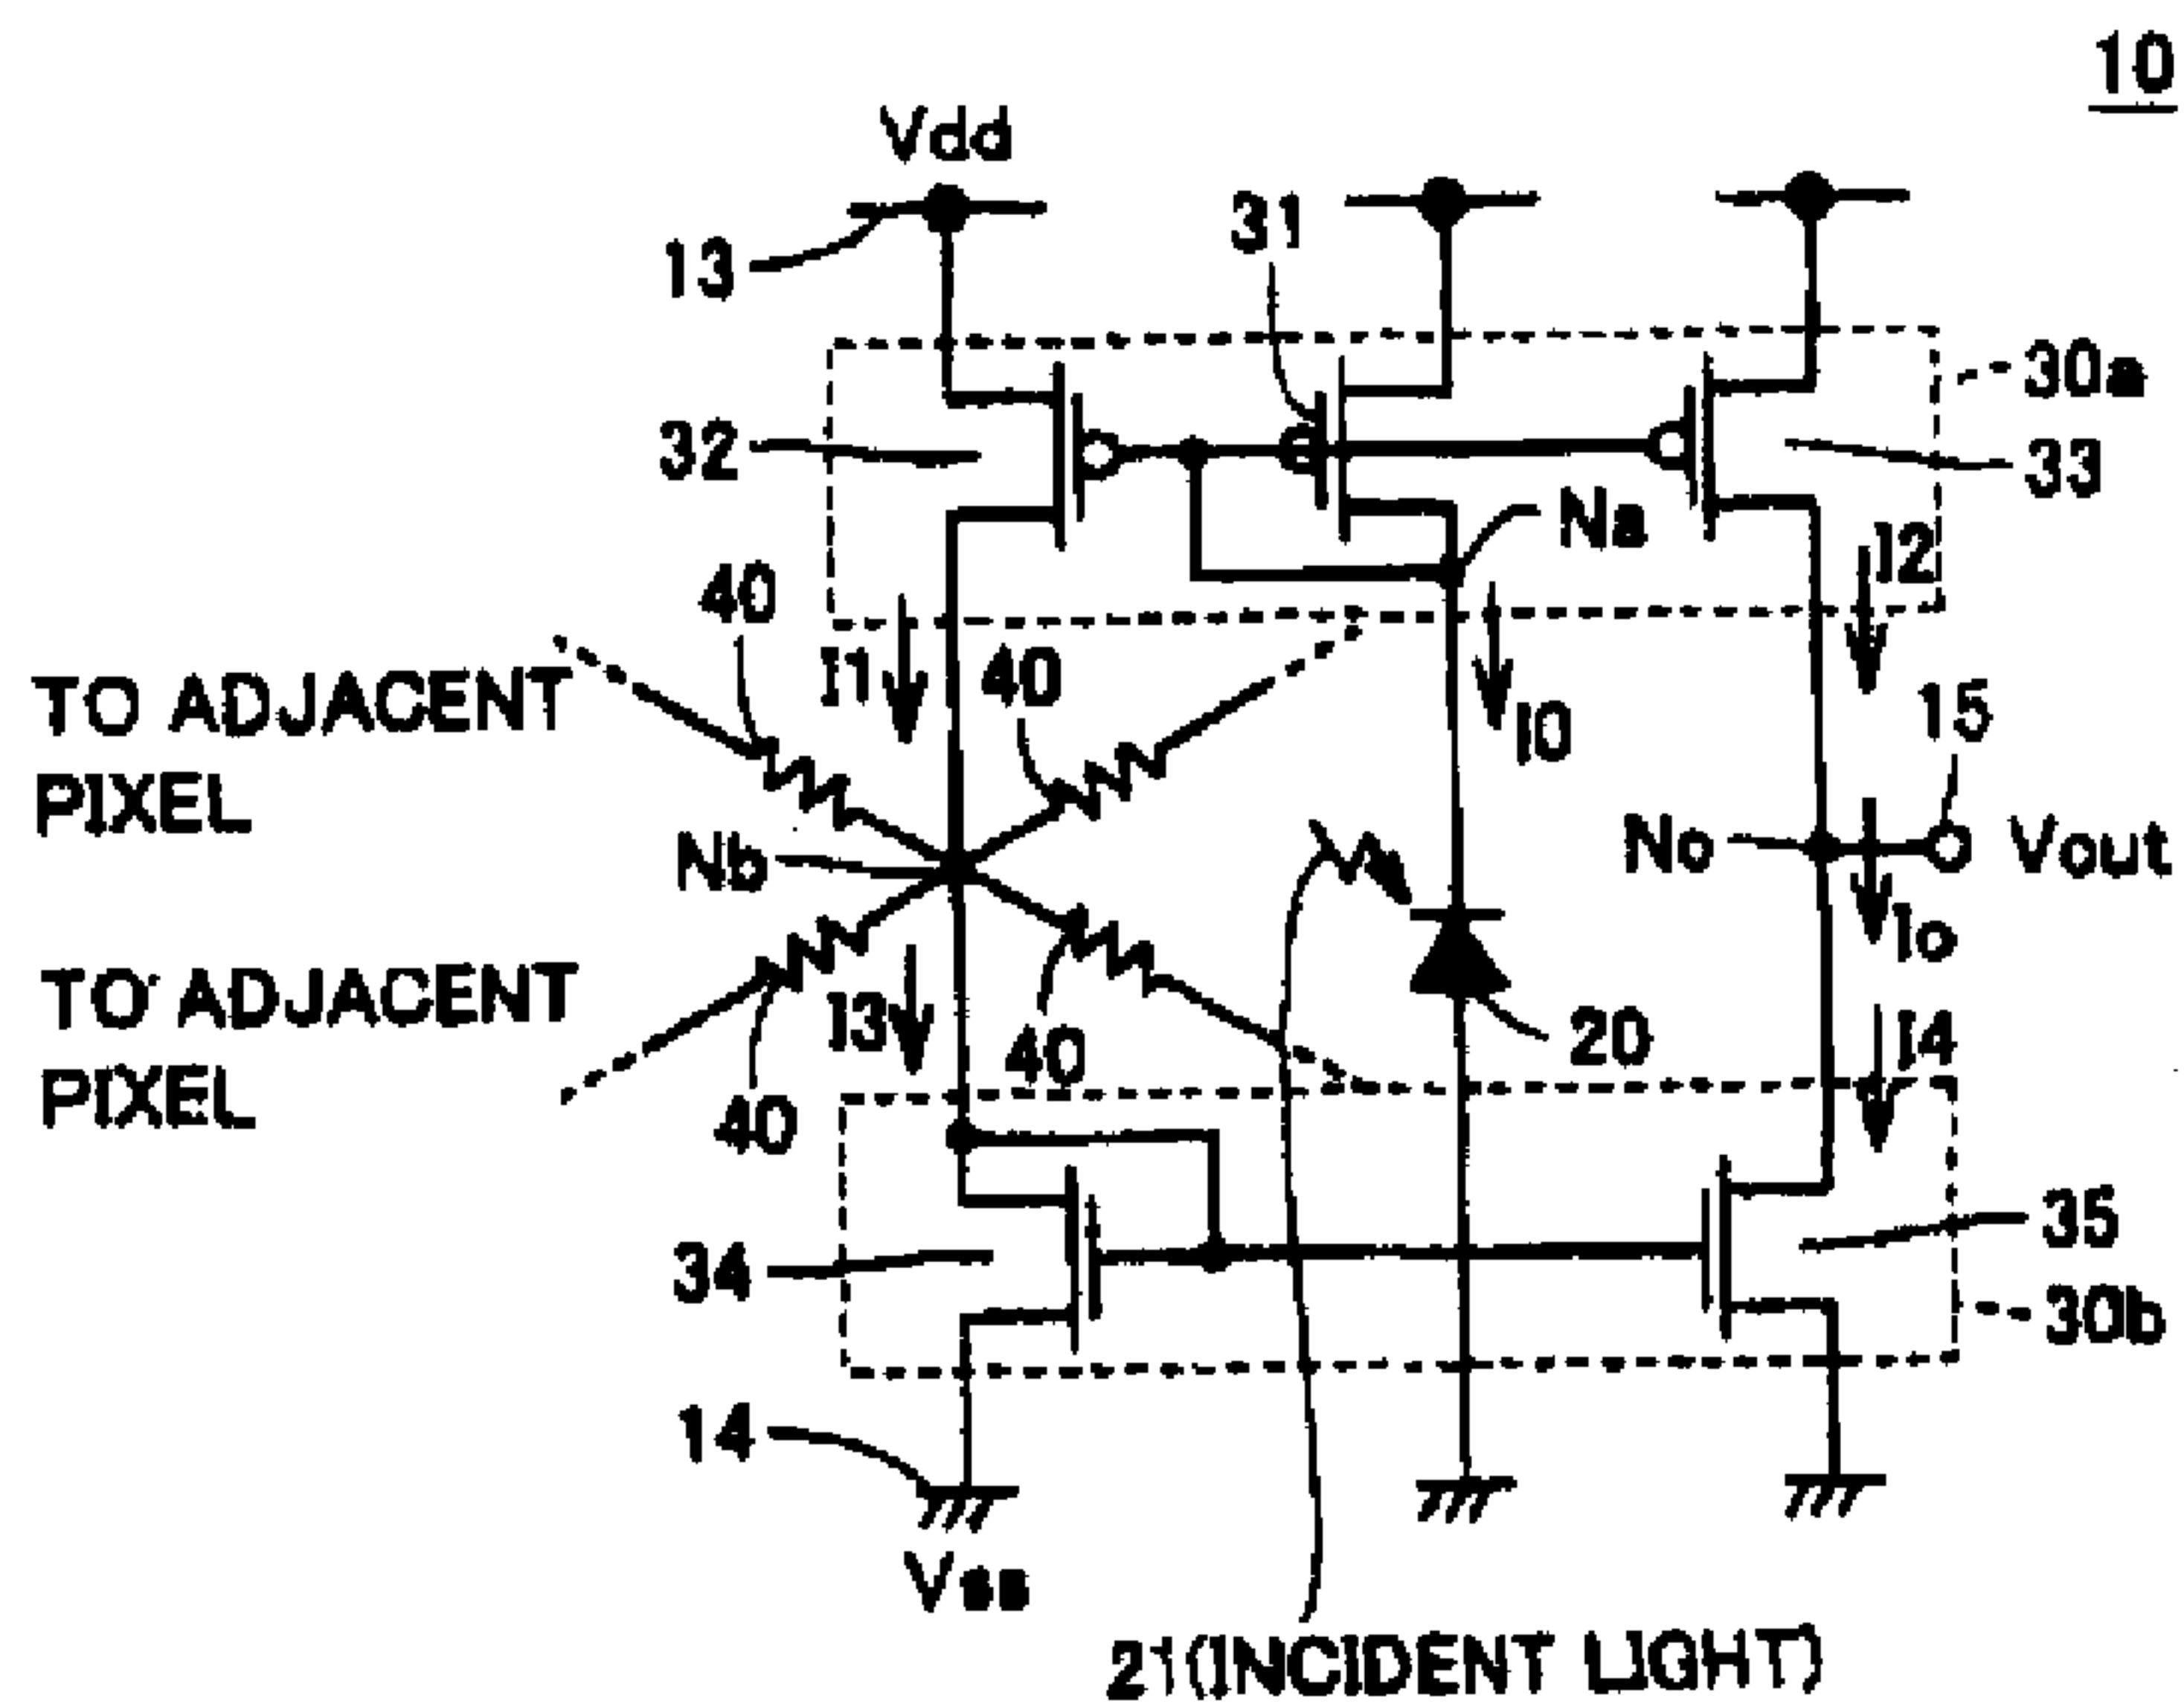 10
Vdd
13
31
30a
32
33
Na
I2
40
I1
40
TO ADJACENT
PIXEL
I0
15
Nb
No
Vout
Io
TO ADJACENT
PIXEL
I3
40
20
I4
40
34
35
30b
14
Vss
21(INCIDENT LIGHT)